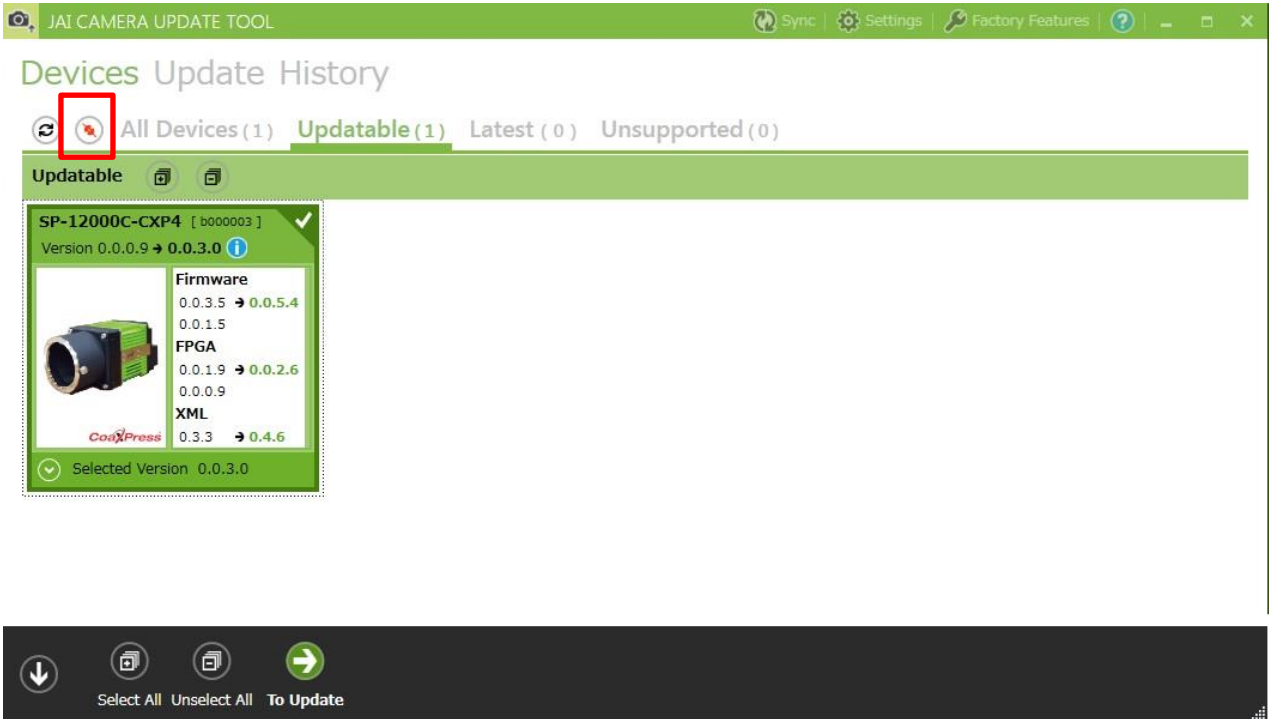 JAI CAMERA UPDATE TOOL
Sync | Settings | Factory Features | ? |
Devices Update History
All Devices (1) Updatable (1) Latest (0) Unsupported (0)
Updatable
SP-12000C-CXP4 [ b000003 ]
Version 0.0.0.9 → 0.0.3.0 i
Firmware
0.0.3.5 → 0.0.5.4
0.0.1.5
FPGA
0.0.1.9 → 0.0.2.6
0.0.0.9
XML
CoaXPress 0.3.3 → 0.4.6
Selected Version 0.0.3.0
Select All Unselect All To Update